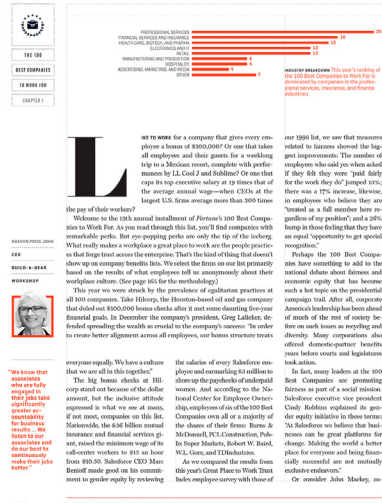 THE 100
BEST COMPANIES
TO WORK FOR
CHAPTER 1
PROFESSIONAL SERVICES
FINANCIAL SERVICES AND INSURANCE
HEALTH CARE, BIOTECH, AND PHARMA
ELECTRONICS AND IT
RETAIL
MANUFACTURING AND PRODUCTION
HOSPITALITY
ADVERTISING, MARKETING, AND MEDIA
OTHER
25
INDUSTRY BREAKDOWN This year's ranking of
the 100 Best Companies to Work For is
dominated by companies in the profes-
sional services, insurance, and finance
industries.
LIKE TO WORK for a company that gives every em-
ployee a bonus of $100,000? Or one that takes
all employees and their guests for a weeklong
trip to a Mexican resort, complete with perfor-
mances by LL Cool J and Sublime? Or one that
caps its top executive salary at 19 times that of
the average annual wage—when CEOs at the
largest U.S. firms average more than 300 times
the pay of their workers?
Welcome to the 19th annual installment of Fortune's 100 Best Compa-
nies to Work For. As you read through this list, you'll find companies with
remarkable perks. But eye-popping perks are only the tip of the iceberg.
What really makes a workplace a great place to work are the people practic-
es that forge trust across the enterprise. That's the kind of thing that doesn't
show up on company benefits lists. We select the firms on our list primarily
based on the results of what employees tell us anonymously about their
workplace culture. (See page 165 for the methodology.)
This year we were struck by the prevalence of egalitarian practices at
all 100 companies. Take Hilcorp, the Houston-based oil and gas company
that doled out $100,000 bonus checks after it met some daunting five-year
financial goals. In December the company's president, Greg Lalicker, de-
fended spreading the wealth as crucial to the company's success: "In order
to create better alignment across all employees, our bonus structure treats
everyone equally. We have a culture
that we are all in this together."
The big bonus checks at Hil-
corp stand out because of the dollar
amount, but the inclusive attitude
expressed is what we see at many,
if not most, companies on this list.
Nationwide, the $36 billion mutual
insurance and financial services gi-
ant, raised the minimum wage of its
call-center workers to $15 an hour
from $10.50. Salesforce CEO Marc
Benioff made good on his commit-
ment to gender equity by reviewing
the salaries of every Salesforce em-
ployee and earmarking $3 million to
shore up the paychecks of underpaid
women. And according to the Na-
tional Center for Employee Owner-
ship, employees of six of the 100 Best
Companies own all or a majority of
the shares of their firms: Burns &
McDonnell, PCL Construction, Pub-
lix Super Markets, Robert W. Baird,
W.L. Gore, and TDIndustries.
As we compared the results from
this year's Great Place to Work Trust
Index employee survey with those of
our 1998 list, we saw that measures
related to fairness showed the big-
gest improvements: The number of
employees who said yes when asked
if they felt they were "paid fairly
for the work they do" jumped 13%;
there was a 17% increase, likewise,
in employees who believe they are
"treated as a full member here re-
gardless of my position"; and a 26%
bump in those feeling that they have
an equal "opportunity to get special
recognition."
Perhaps the 100 Best Compa-
nies have something to add to the
national debate about fairness and
economic equity that has become
such a hot topic on the presidential
campaign trail. After all, corporate
America's leadership has been ahead
of much of the rest of society be-
fore on such issues as recycling and
diversity. Many corporations also
offered domestic-partner benefits
years before courts and legislatures
took action.
In fact, many leaders at the 100
Best Companies see promoting
fairness as part of a social mission.
Salesforce executive vice president
Cindy Robbins explained its gen-
der equity initiative in these terms:
"At Salesforce we believe that busi-
nesses can be great platforms for
change. Making the world a better
place for everyone and being finan-
cially successful are not mutually
exclusive endeavors."
Or consider John Markey, co-
SHARON PRICE JOHN
CEO
BUILD-A-BEAR
WORKSHOP
"We know that
associates
who are fully
engaged in
their jobs take
significantly
greater ac-
countability
for business
results ... We
listen to our
associates and
do our best to
continuously
make their jobs
better."